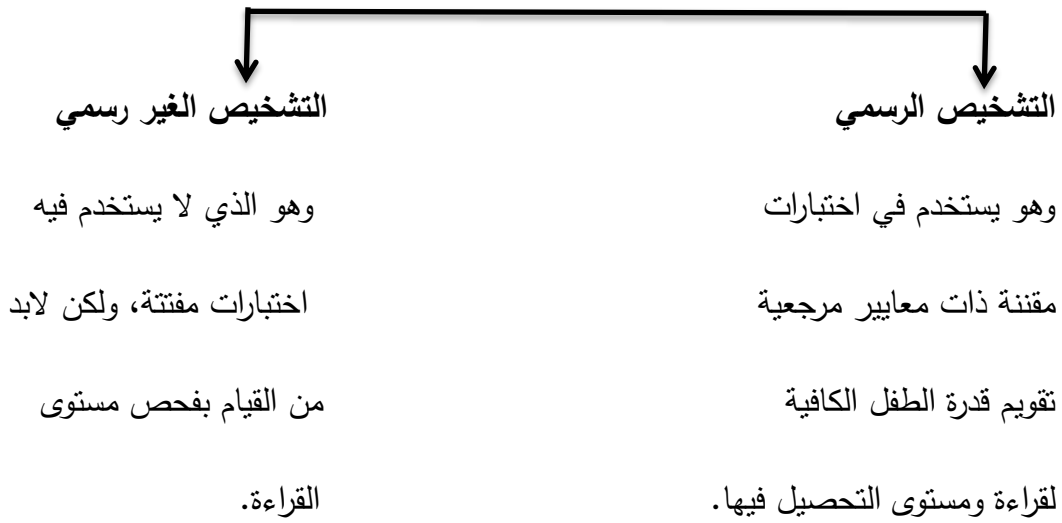 التشخيص الرسمي
وهو يستخدم في اختبارات
مقننة ذات معايير مرجعية
تقويم قدرة الطفل الكافية
لقراءة ومستوى التحصيل فيها.
التشخيص الغير رسمي
وهو الذي لا يستخدم فيه
اختبارات مفتتة، ولكن لابد
من القيام بفحص مستوى
القراءة.